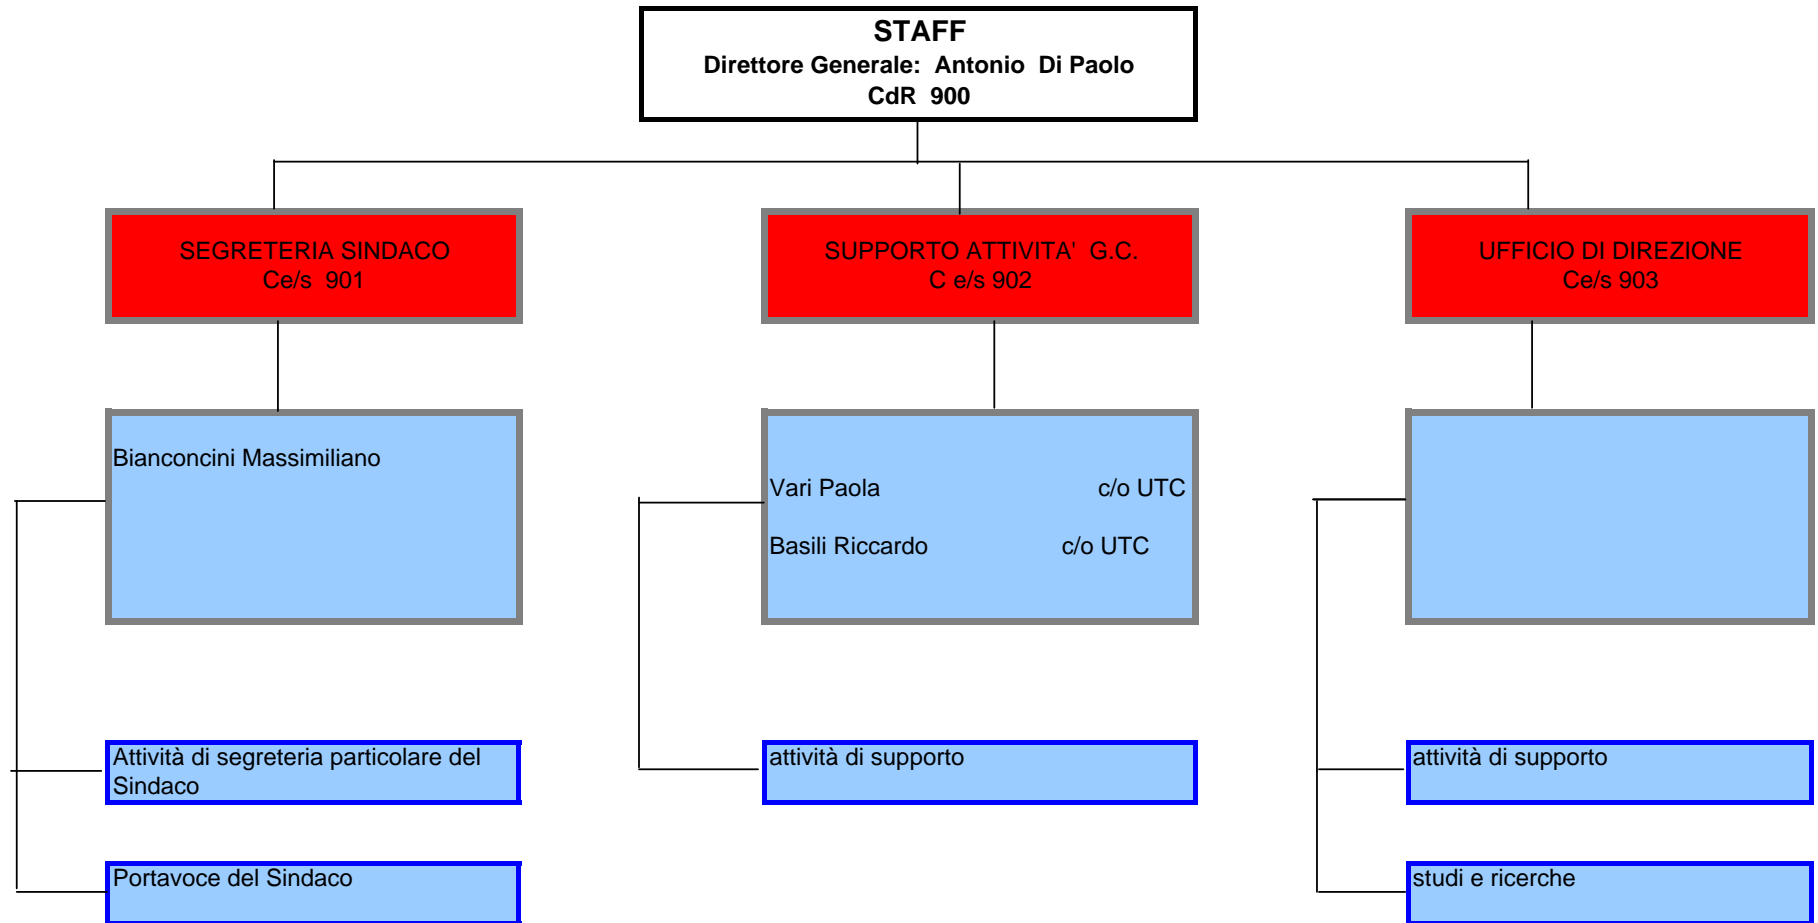 STAFF
Direttore Generale: Antonio Di Paolo
CdR 900
SEGRETERIA SINDACO
Ce/s 901
SUPPORTO ATTIVITA' G.C.
C e/s 902
UFFICIO DI DIREZIONE
Ce/s 903
Bianconcini Massimiliano
Vari Paola c/o UTC
Basili Riccardo c/o UTC
Attività di segreteria particolare del
Sindaco
attività di supporto
attività di supporto
Portavoce del Sindaco
studi e ricerche